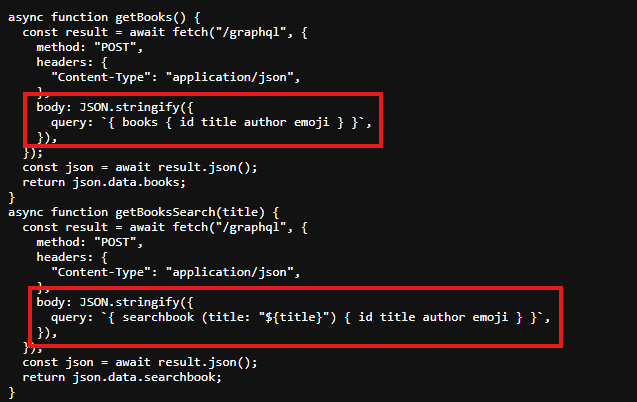 async function getBooks() {
  const result = await fetch("/graphql", {
    method: "POST",
    headers: {
      "Content-Type": "application/json",
    },
    body: JSON.stringify({
      query: `{ books { id title author emoji } }`,
    }),
  });
  const json = await result.json();
  return json.data.books;
}
async function getBooksSearch(title) {
  const result = await fetch("/graphql", {
    method: "POST",
    headers: {
      "Content-Type": "application/json",
    },
    body: JSON.stringify({
      query: `{ searchbook (title: "${title}") { id title author emoji } }`,
    }),
  });
  const json = await result.json();
  return json.data.searchbook;
}